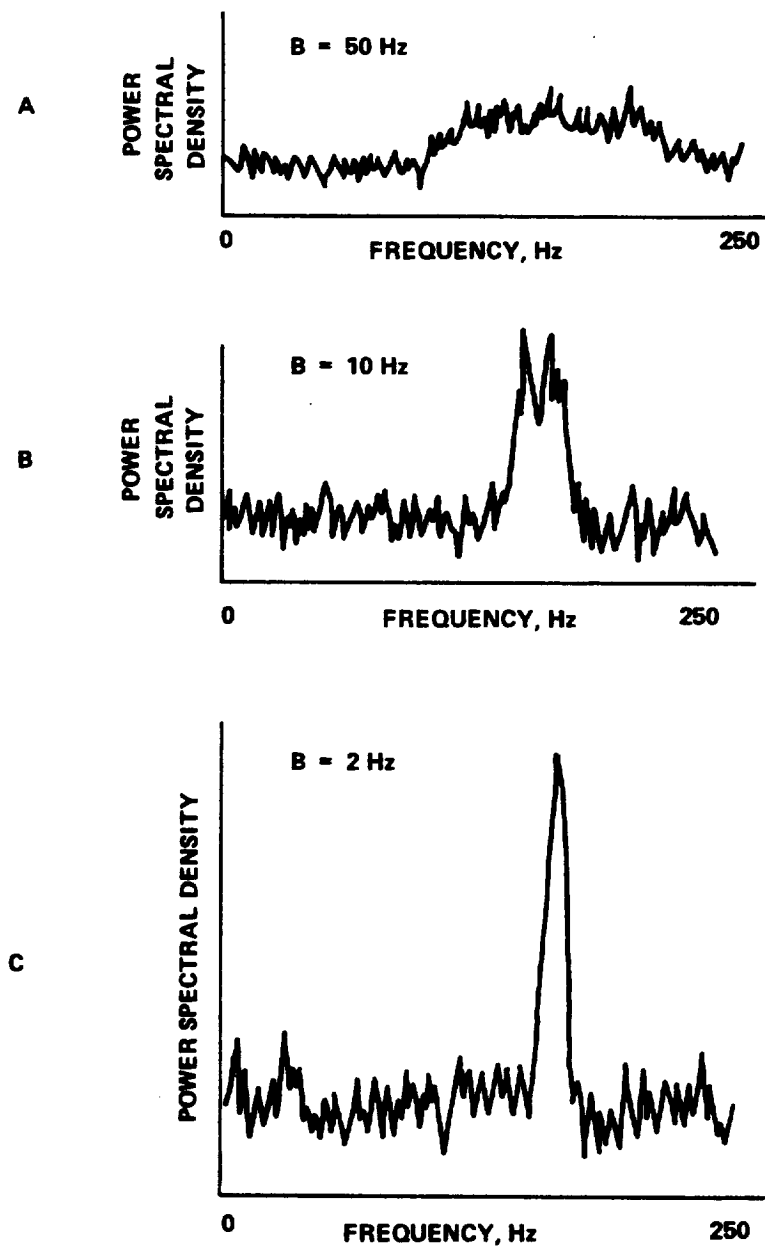 A
POWER
SPECTRAL
DENSITY
B = 50 Hz
0
250
FREQUENCY, Hz
B
POWER
SPECTRAL
DENSITY
B = 10 Hz
0
250
FREQUENCY, Hz
C
POWER SPECTRAL DENSITY
B = 2 Hz
0
250
FREQUENCY, Hz